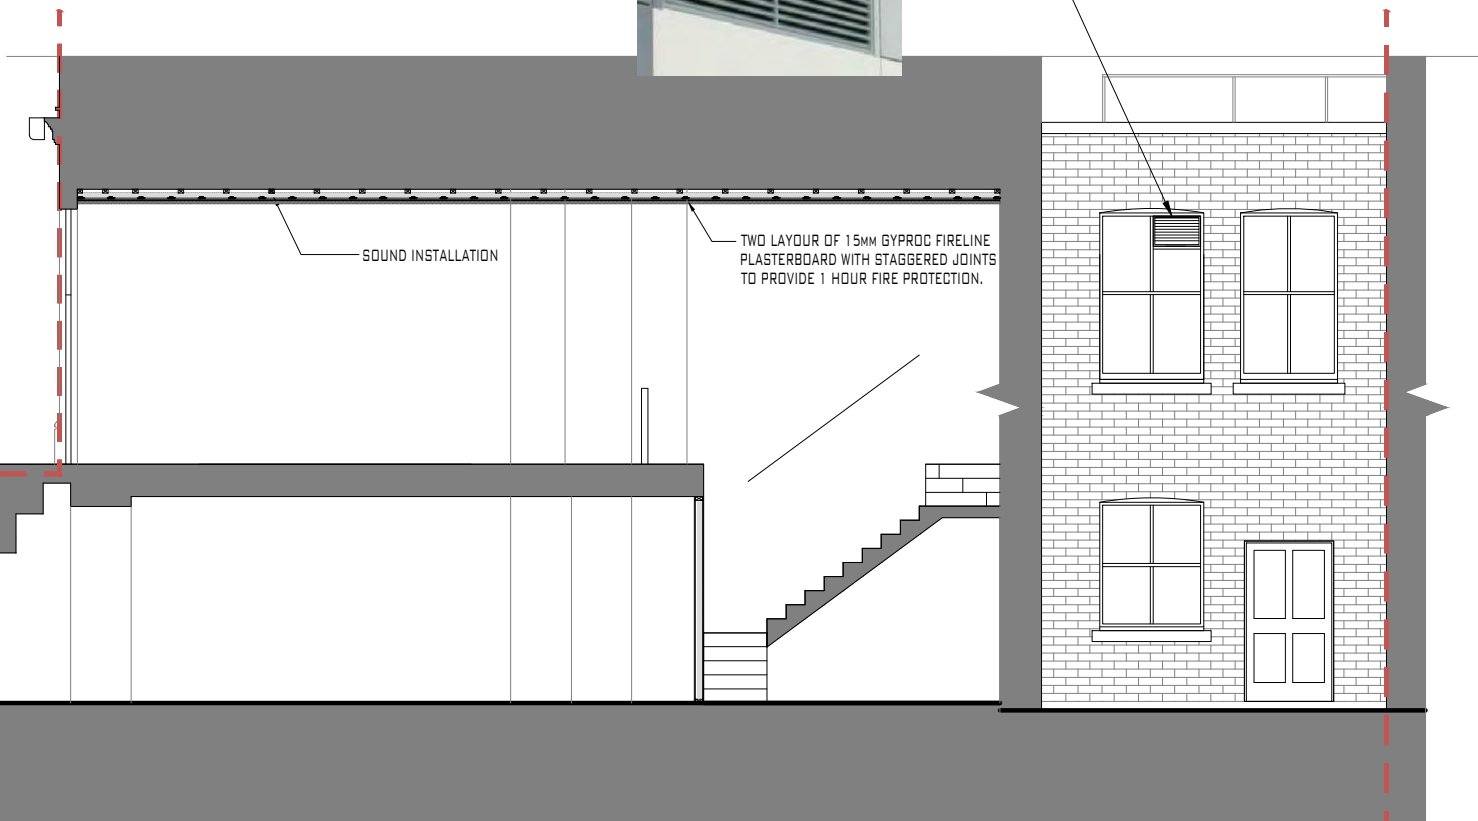 SOUND INSTALLATION
TWO LAYOUR OF 15MM GYPROC FIRELINE
PLASTERBOARD WITH STAGGERED JOINTS
TO PROVIDE 1 HOUR FIRE PROTECTION.